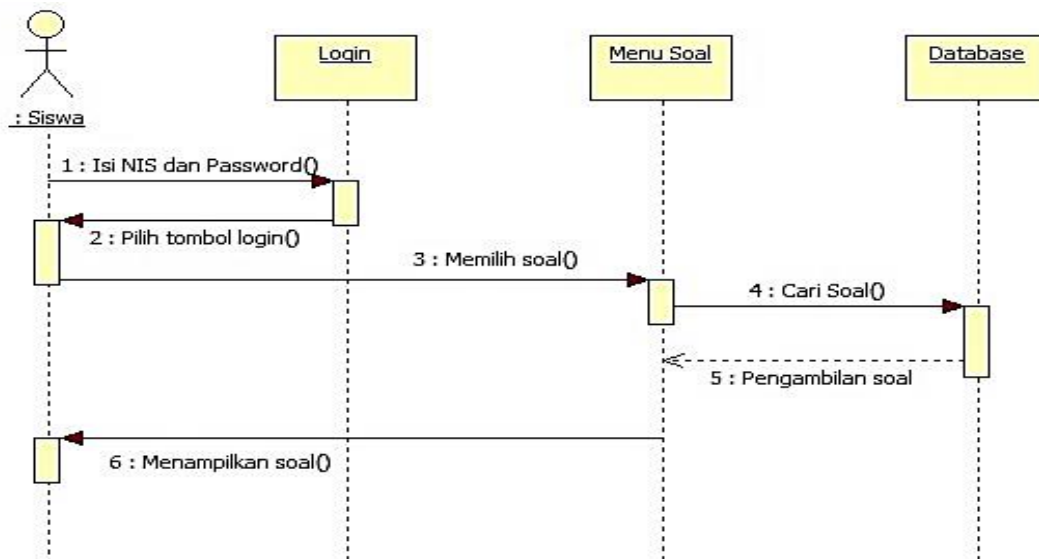 Login
Menu Soal
Database
: Siswa
1 : Isi NIS dan Password()
2 : Pilih tombol login()
3 : Memilih soal()
4 : Cari Soal()
5 : Pengambilan soal
6 : Menampilkan soal()